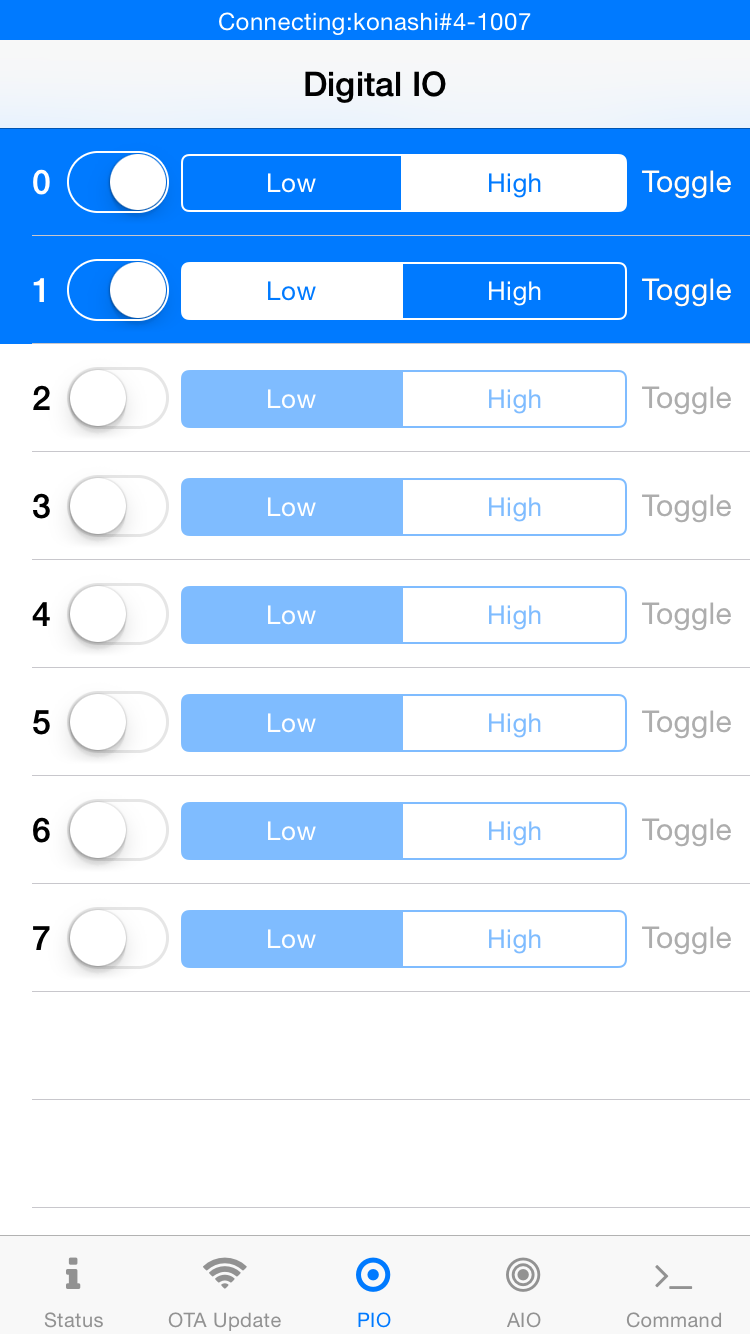 Connecting:konashi#4-1007
Digital IO
0 Low High Toggle
1 Low High Toggle
2 Low High Toggle
3 Low High Toggle
4 Low High Toggle
5 Low High Toggle
6 Low High Toggle
7 Low High Toggle
Status OTA Update PIO AIO Command